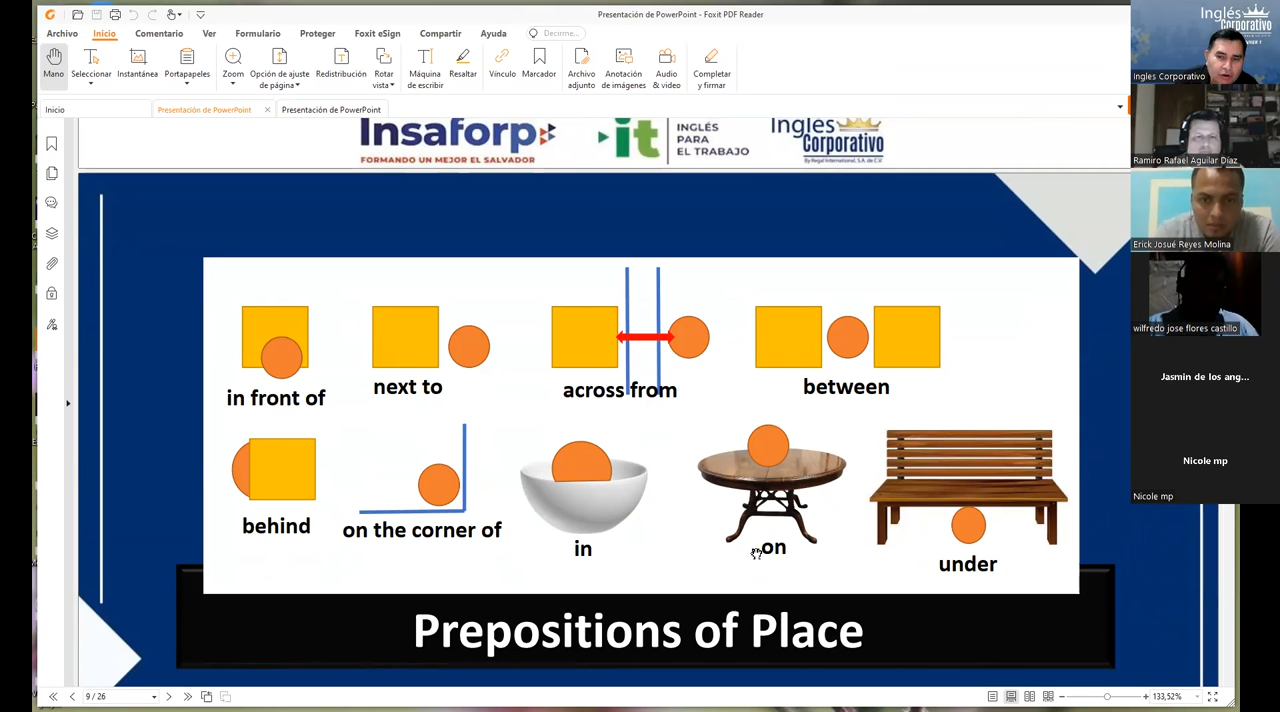 Presentación de PowerPoint - Foxit PDF Reader
Archivo Inicio Comentario Ver Formulario Proteger Foxit eSign Compartir Ayuda Decirme...
Mano Seleccionar Instantánea Portapapeles Zoom Opción de ajuste de página Redistribución Rotar vista Máquina de escribir Resaltar Vínculo Marcador Archivo adjunto Anotación de imágenes Audio & video Completar y firmar
Inicio Presentación de PowerPoint Presentación de PowerPoint
Insaforp
FORMANDO UN MEJOR EL SALVADOR
it
INGLÉS
PARA
EL TRABAJO
Inglés
Corporativo
By Regal International, S.A. de C.V.
in front of next to across from between
behind on the corner of in on under
Prepositions of Place
9 / 26
133,52%
Inglés
Corporativo
Ingles Corporativo
Ramiro Rafael Aguilar Díaz
Erick Josué Reyes Molina
wilfredo jose flores castillo
Jasmin de los ang...
Nicole mp
Nicole mp